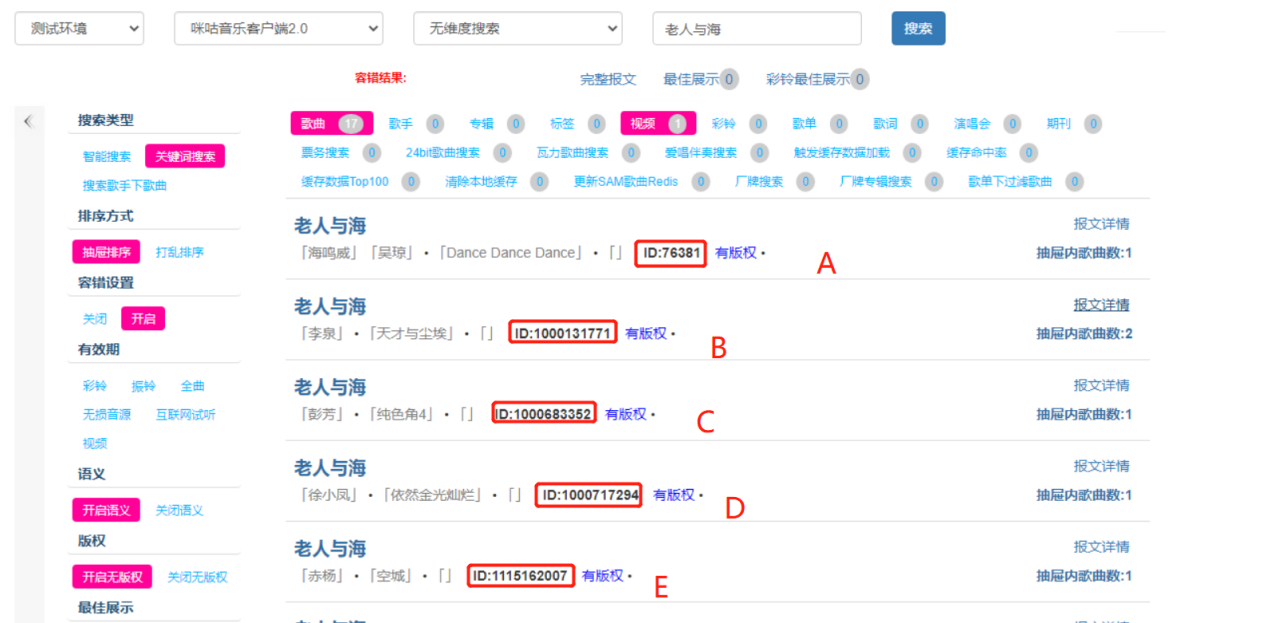 测试环境 咪咕音乐客户端2.0 无维度搜索 老人与海 搜索
容错结果: 完整报文 最佳展示 0 彩铃最佳展示 0
搜索类型
智能搜索 关键词搜索
搜索歌手下歌曲
排序方式
抽屉排序 打乱排序
容错设置
关闭 开启
有效期
彩铃 振铃 全曲
无损音源 互联网试听
视频
语义
开启语义 关闭语义
版权
开启无版权 关闭无版权
最佳展示
歌曲 17 歌手 0 专辑 0 标签 0 视频 1 彩铃 0 歌单 0 歌词 0 演唱会 0 期刊 0
票务搜索 0 24bit歌曲搜索 0 瓦力歌曲搜索 0 爱唱伴奏搜索 0 触发缓存数据加载 0 缓存命中率 0
缓存数据Top100 0 清除本地缓存 0 更新SAM歌曲Redis 0 厂牌搜索 0 厂牌专辑搜索 0 歌单下过滤歌曲 0
老人与海 报文详情
「海鸣威」「吴琼」 • 「Dance Dance Dance」 • 「」 ID:76381 有版权 • A 抽屉内歌曲数:1
老人与海 报文详情
「李泉」 • 「天才与尘埃」 • 「」 ID:1000131771 有版权 • B 抽屉内歌曲数:2
老人与海 报文详情
「彭芳」 • 「纯色角4」 • 「」 ID:1000683352 有版权 • C 抽屉内歌曲数:1
老人与海 报文详情
「徐小凤」 • 「依然金光灿烂」 • 「」 ID:1000717294 有版权 • D 抽屉内歌曲数:1
老人与海 报文详情
「赤杨」 • 「空城」 • 「」 ID:1115162007 有版权 • E 抽屉内歌曲数:1